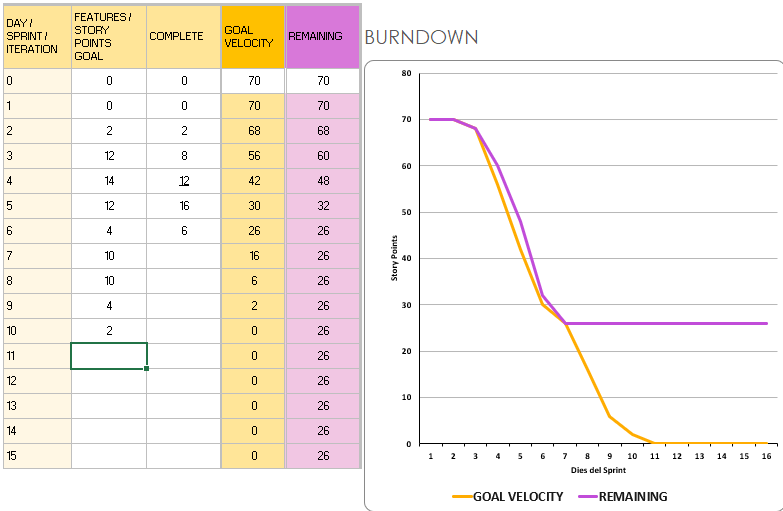 DAY / SPRINT / ITERATION	FEATURES / STORY POINTS GOAL	COMPLETE	GOAL VELOCITY	REMAINING
0	0	0	70	70
1	0	0	70	70
2	2	2	68	68
3	12	8	56	60
4	14	12	42	48
5	12	16	30	32
6	4	6	26	26
7	10		16	26
8	10		6	26
9	4		2	26
10	2		0	26
11			0	26
12			0	26
13			0	26
14			0	26
15			0	26
BURNDOWN
80
70
60
50
40
30
20
10
0
Story Points
1 2 3 4 5 6 7 8 9 10 11 12 13 14 15 16
Dies del Sprint
GOAL VELOCITY REMAINING